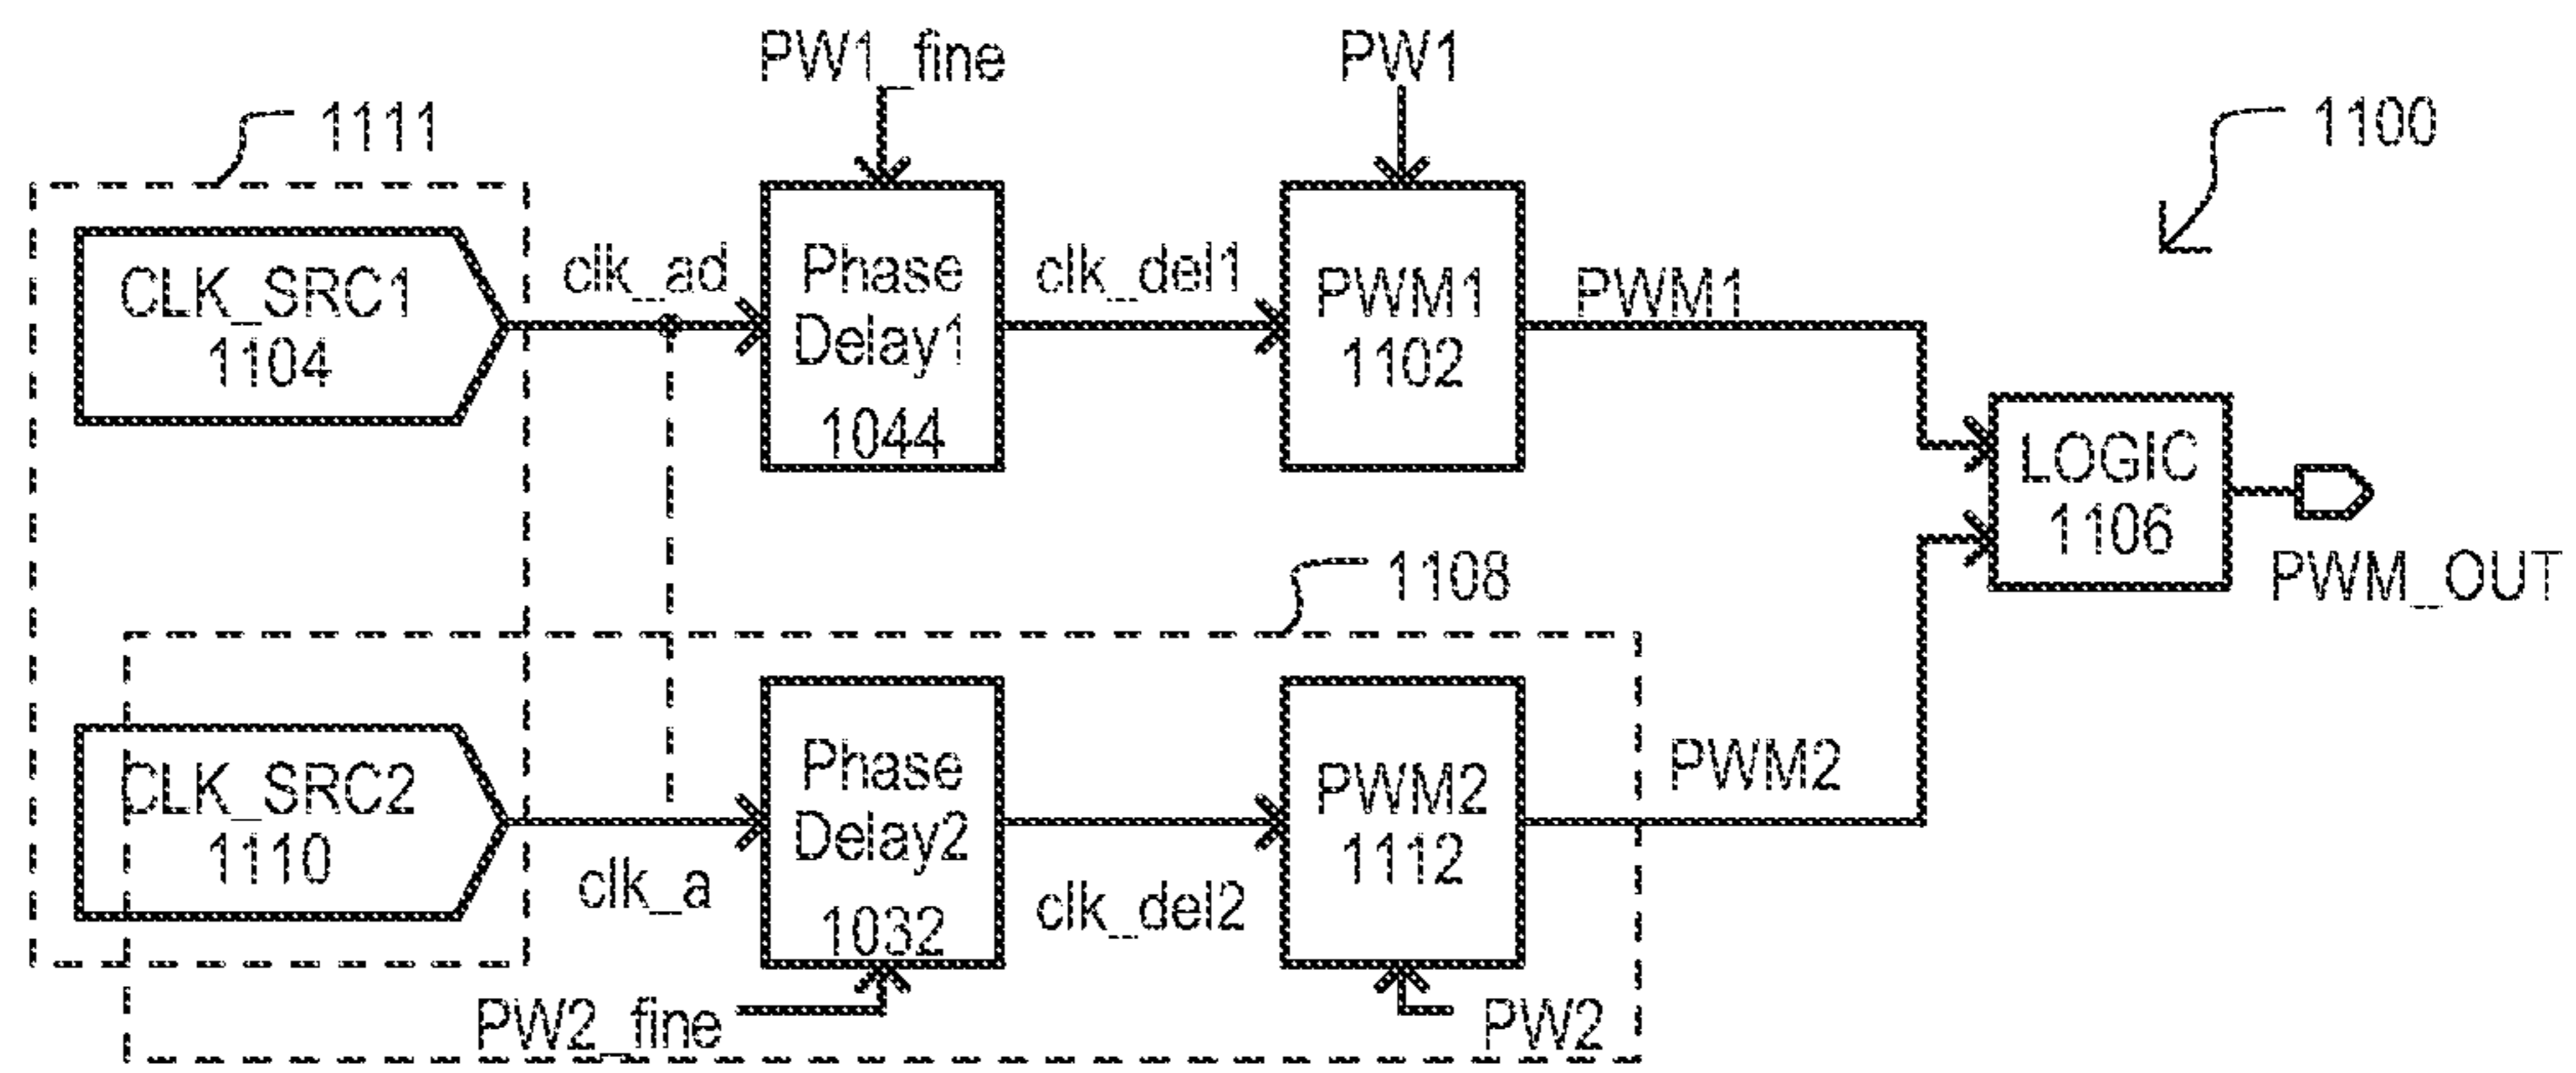 PW1_fine
PW1
1111
1100
CLK_SRC1
1104
clk_ad
Phase
Delay1
1044
clk_del1
PWM1
1102
PWM1
LOGIC
1106
PWM_OUT
1108
CLK_SRC2
1110
clk_a
Phase
Delay2
1032
clk_del2
PWM2
1112
PWM2
PW2_fine
PW2